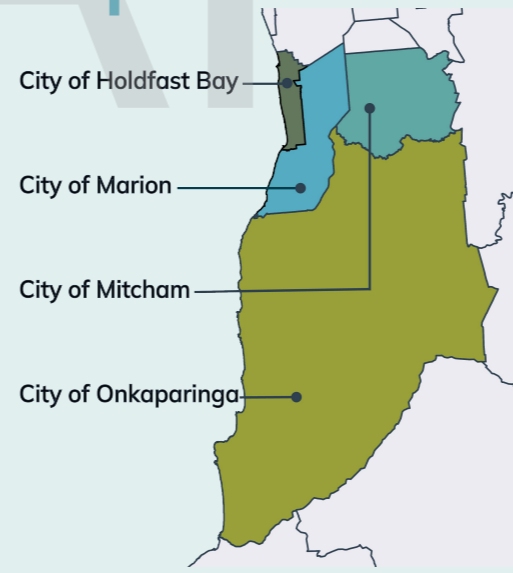 City of Holdfast Bay
City of Marion
City of Mitcham
City of Onkaparinga